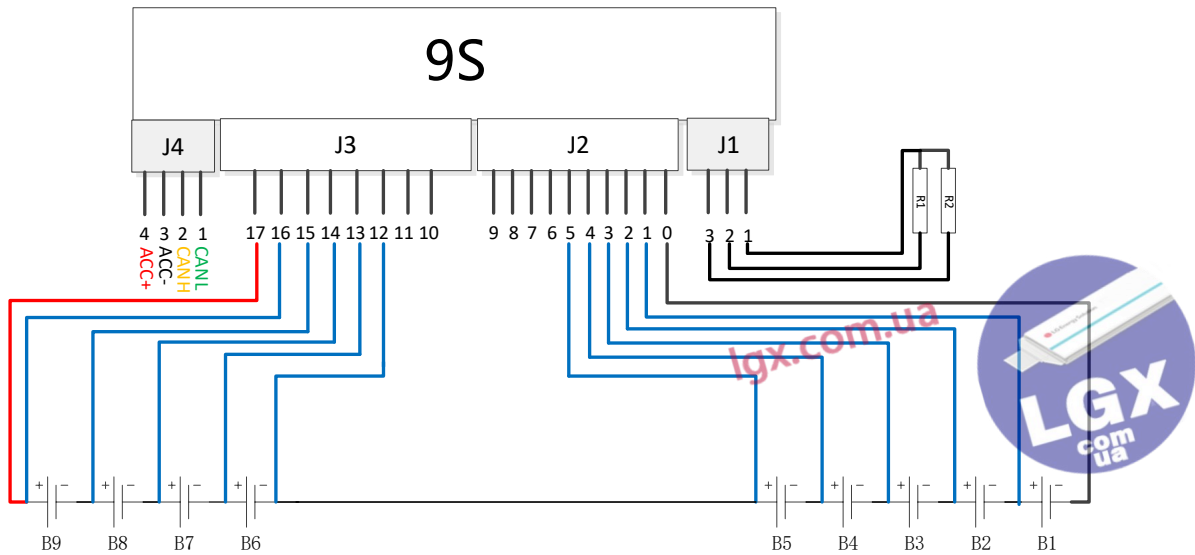 9S
J4 J3 J2 J1
R1 R2
4 3 2 1 17 16 15 14 13 12 11 10 9 8 7 6 5 4 3 2 1 0 3 2 1
ACC+ ACC- CANH CANL
lgx.com.ua
LGX
com
ua
+ - + - + - + - + - + - + - + - + -
B9 B8 B7 B6 B5 B4 B3 B2 B1